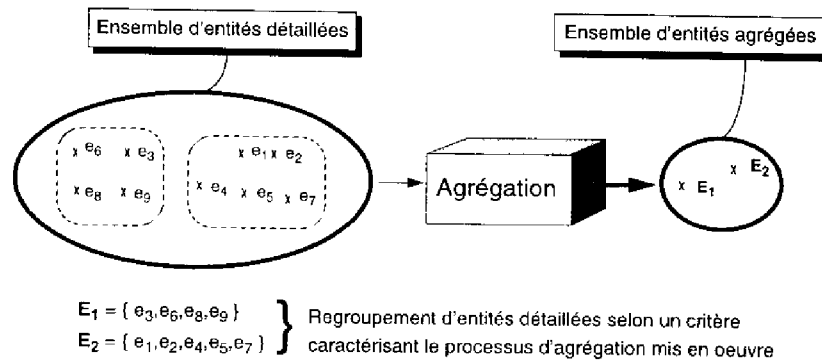 Ensemble d'entités détaillées
Ensemble d'entités agrégées
x e₆ x e₃
x e₁ x e₂
x e₈ x e₉
x e₄ x e₅ x e₇
Agrégation
x E₁
x E₂
E₁ = { e₃,e₆,e₈,e₉ }
E₂ = { e₁,e₂,e₄,e₅,e₇ }
} Regroupement d'entités détaillées selon un critère
caractérisant le processus d'agrégation mis en oeuvre